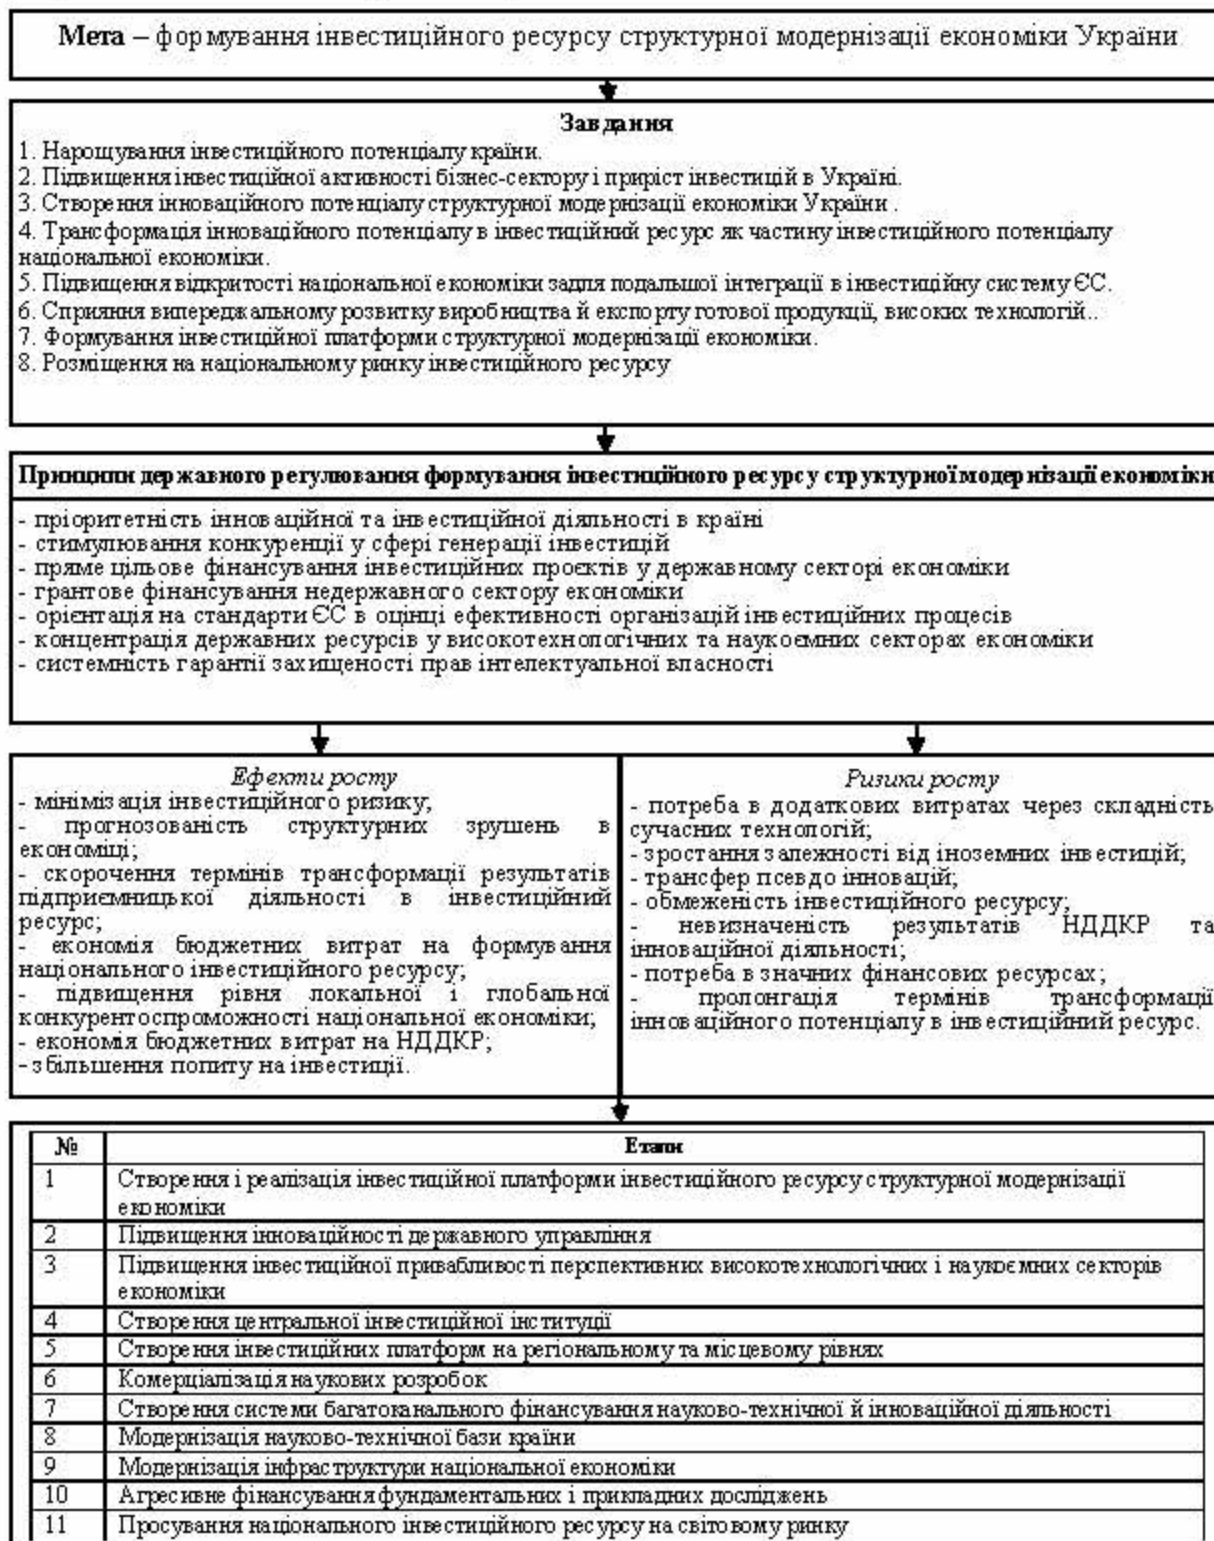 Мета – формування інвестиційного ресурсу структурної модернізації економіки України
Завдання
1. Нарощування інвестиційного потенціалу країни.
2. Підвищення інвестиційної активності бізнес-сектору і приріст інвестицій в Україні.
3. Створення інноваційного потенціалу структурної модернізації економіки України .
4. Трансформація інноваційного потенціалу в інвестиційний ресурс як частину інвестиційного потенціалу
національної економіки.
5. Підвищення відкритості національної економіки задля подальшої інтеграції в інвестиційну систему ЄС.
6. Сприяння випереджальному розвитку виробництва й експорту готової продукції, високих технологій..
7. Формування інвестиційної платформи структурної модернізації економіки.
8. Розміщення на національному ринку інвестиційного ресурсу
Принципи державного регулювання формування інвестиційного ресурсу структурної модернізації економіки
- пріоритетність інноваційної та інвестиційної діяльності в країні
- стимулювання конкуренції у сфері генерації інвестицій
- пряме цільове фінансування інвестиційних проєктів у державному секторі економіки
- грантове фінансування недержавного сектору економіки
- орієнтація на стандарти ЄС в оцінці ефективності організацій інвестиційних процесів
- концентрація державних ресурсів у високотехнологічних та наукоємних секторах економіки
- системність гарантії захищеності прав інтелектуальної власності
Ефекти росту
- мінімізація інвестиційного ризику;
- прогнозованість структурних зрушень в
економіці;
- скорочення термінів трансформації результатів
підприємницької діяльності в інвестиційний
ресурс;
- економія бюджетних витрат на формування
національного інвестиційного ресурсу;
- підвищення рівня локальної і глобальної
конкурентоспроможності національної економіки;
- економія бюджетних витрат на НДДКР;
- збільшення попиту на інвестиції.
Ризики росту
- потреба в додаткових витратах через складність
сучасних технологій;
- зростання залежності від іноземних інвестицій;
- трансфер псевдо інновацій;
- обмеженість інвестиційного ресурсу;
- невизначеність результатів НДДКР та
інноваційної діяльності;
- потреба в значних фінансових ресурсах;
- пролонгація термінів трансформації
інноваційного потенціалу в інвестиційний ресурс.
№ Етапи
1 Створення і реалізація інвестиційної платформи інвестиційного ресурсу структурної модернізації
економіки
2 Підвищення інноваційності державного управління
3 Підвищення інвестиційної привабливості перспективних високотехнологічних і наукоємних секторів
економіки
4 Створення центральної інвестиційної інституції
5 Створення інвестиційних платформ на регіональному та місцевому рівнях
6 Комерціалізація наукових розробок
7 Створення системи багатоканального фінансування науково-технічної й інноваційної діяльності
8 Модернізація науково-технічної бази країни
9 Модернізація інфраструктури національної економіки
10 Агресивне фінансування фундаментальних і прикладних досліджень
11 Просування національного інвестиційного ресурсу на світовому ринку